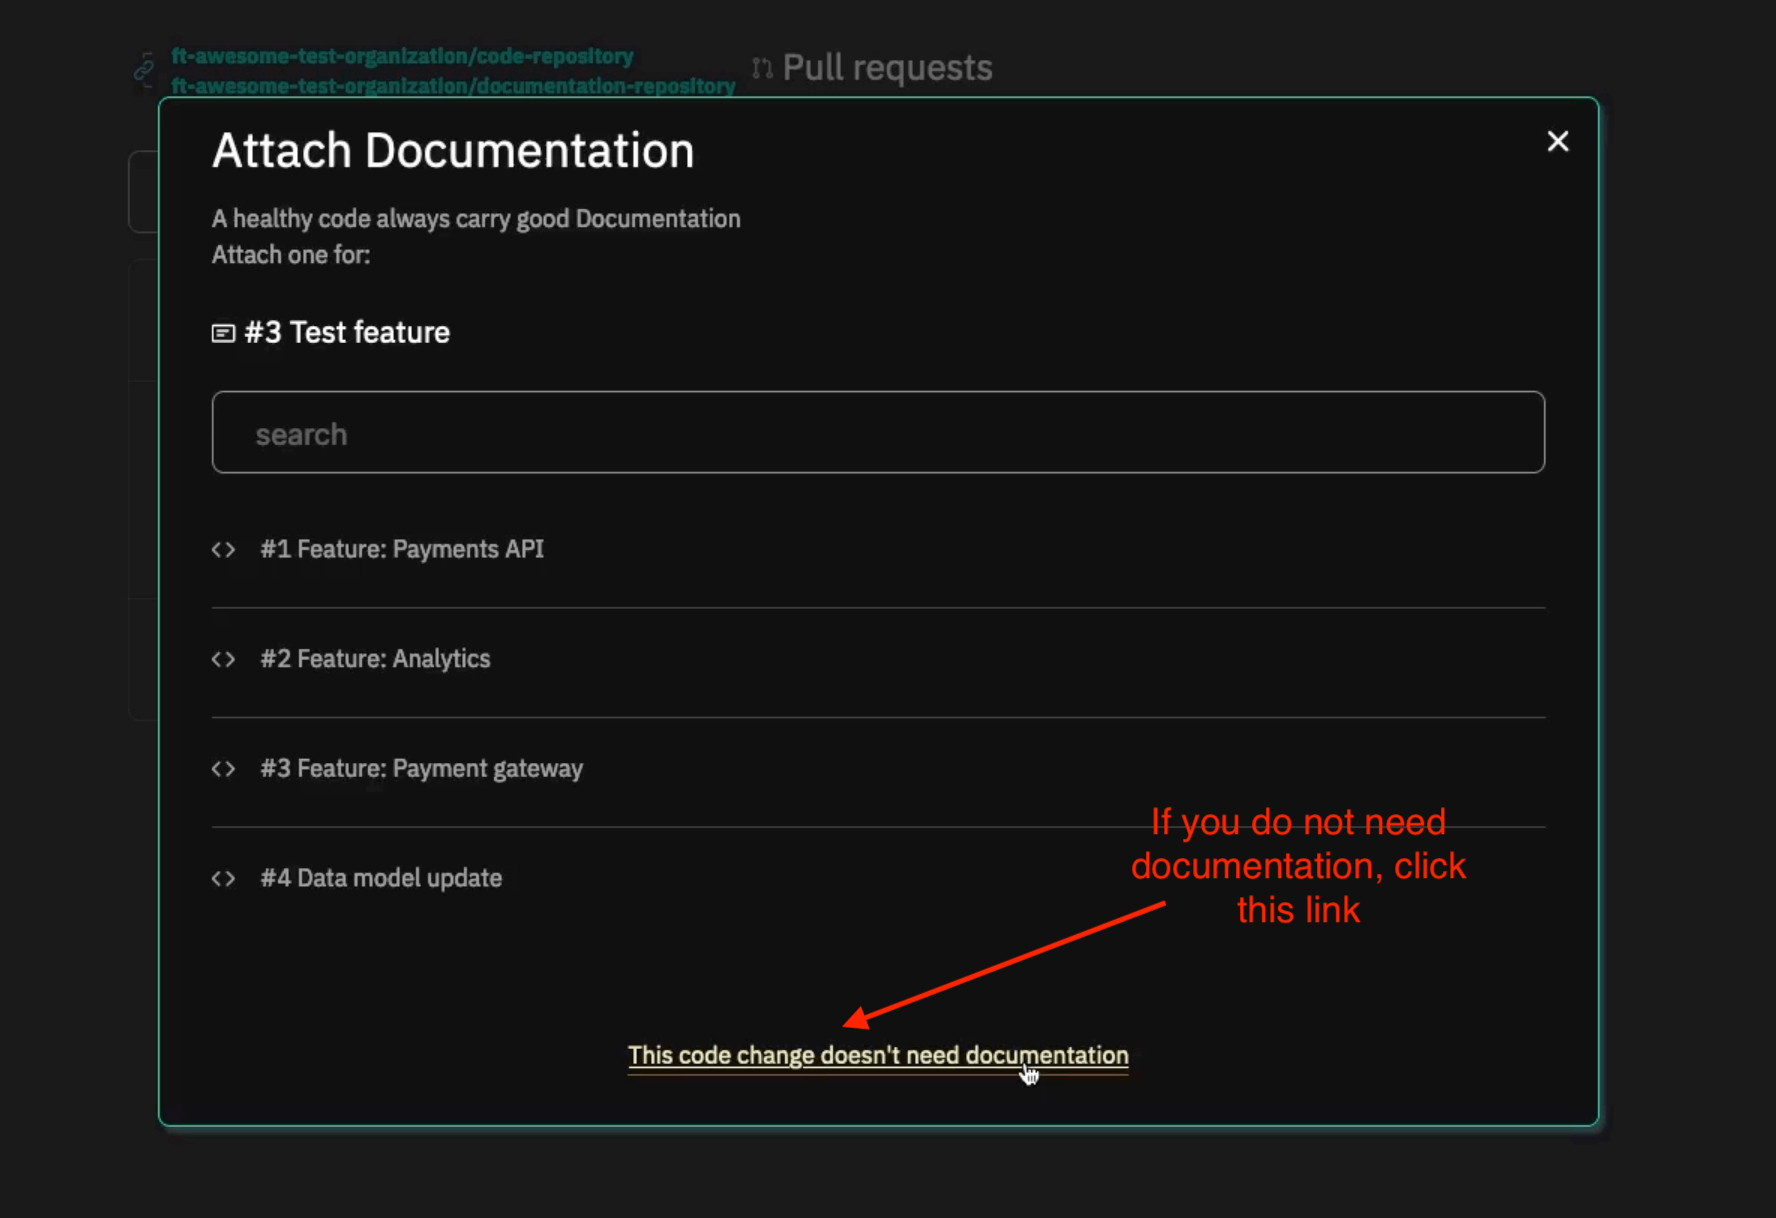 ft-awesome-test-organization/code-repository
ft-awesome-test-organization/documentation-repository
Pull requests
Attach Documentation
A healthy code always carry good Documentation
Attach one for:
#3 Test feature
search
#1 Feature: Payments API
#2 Feature: Analytics
#3 Feature: Payment gateway
#4 Data model update
If you do not need
documentation, click
this link
This code change doesn't need documentation